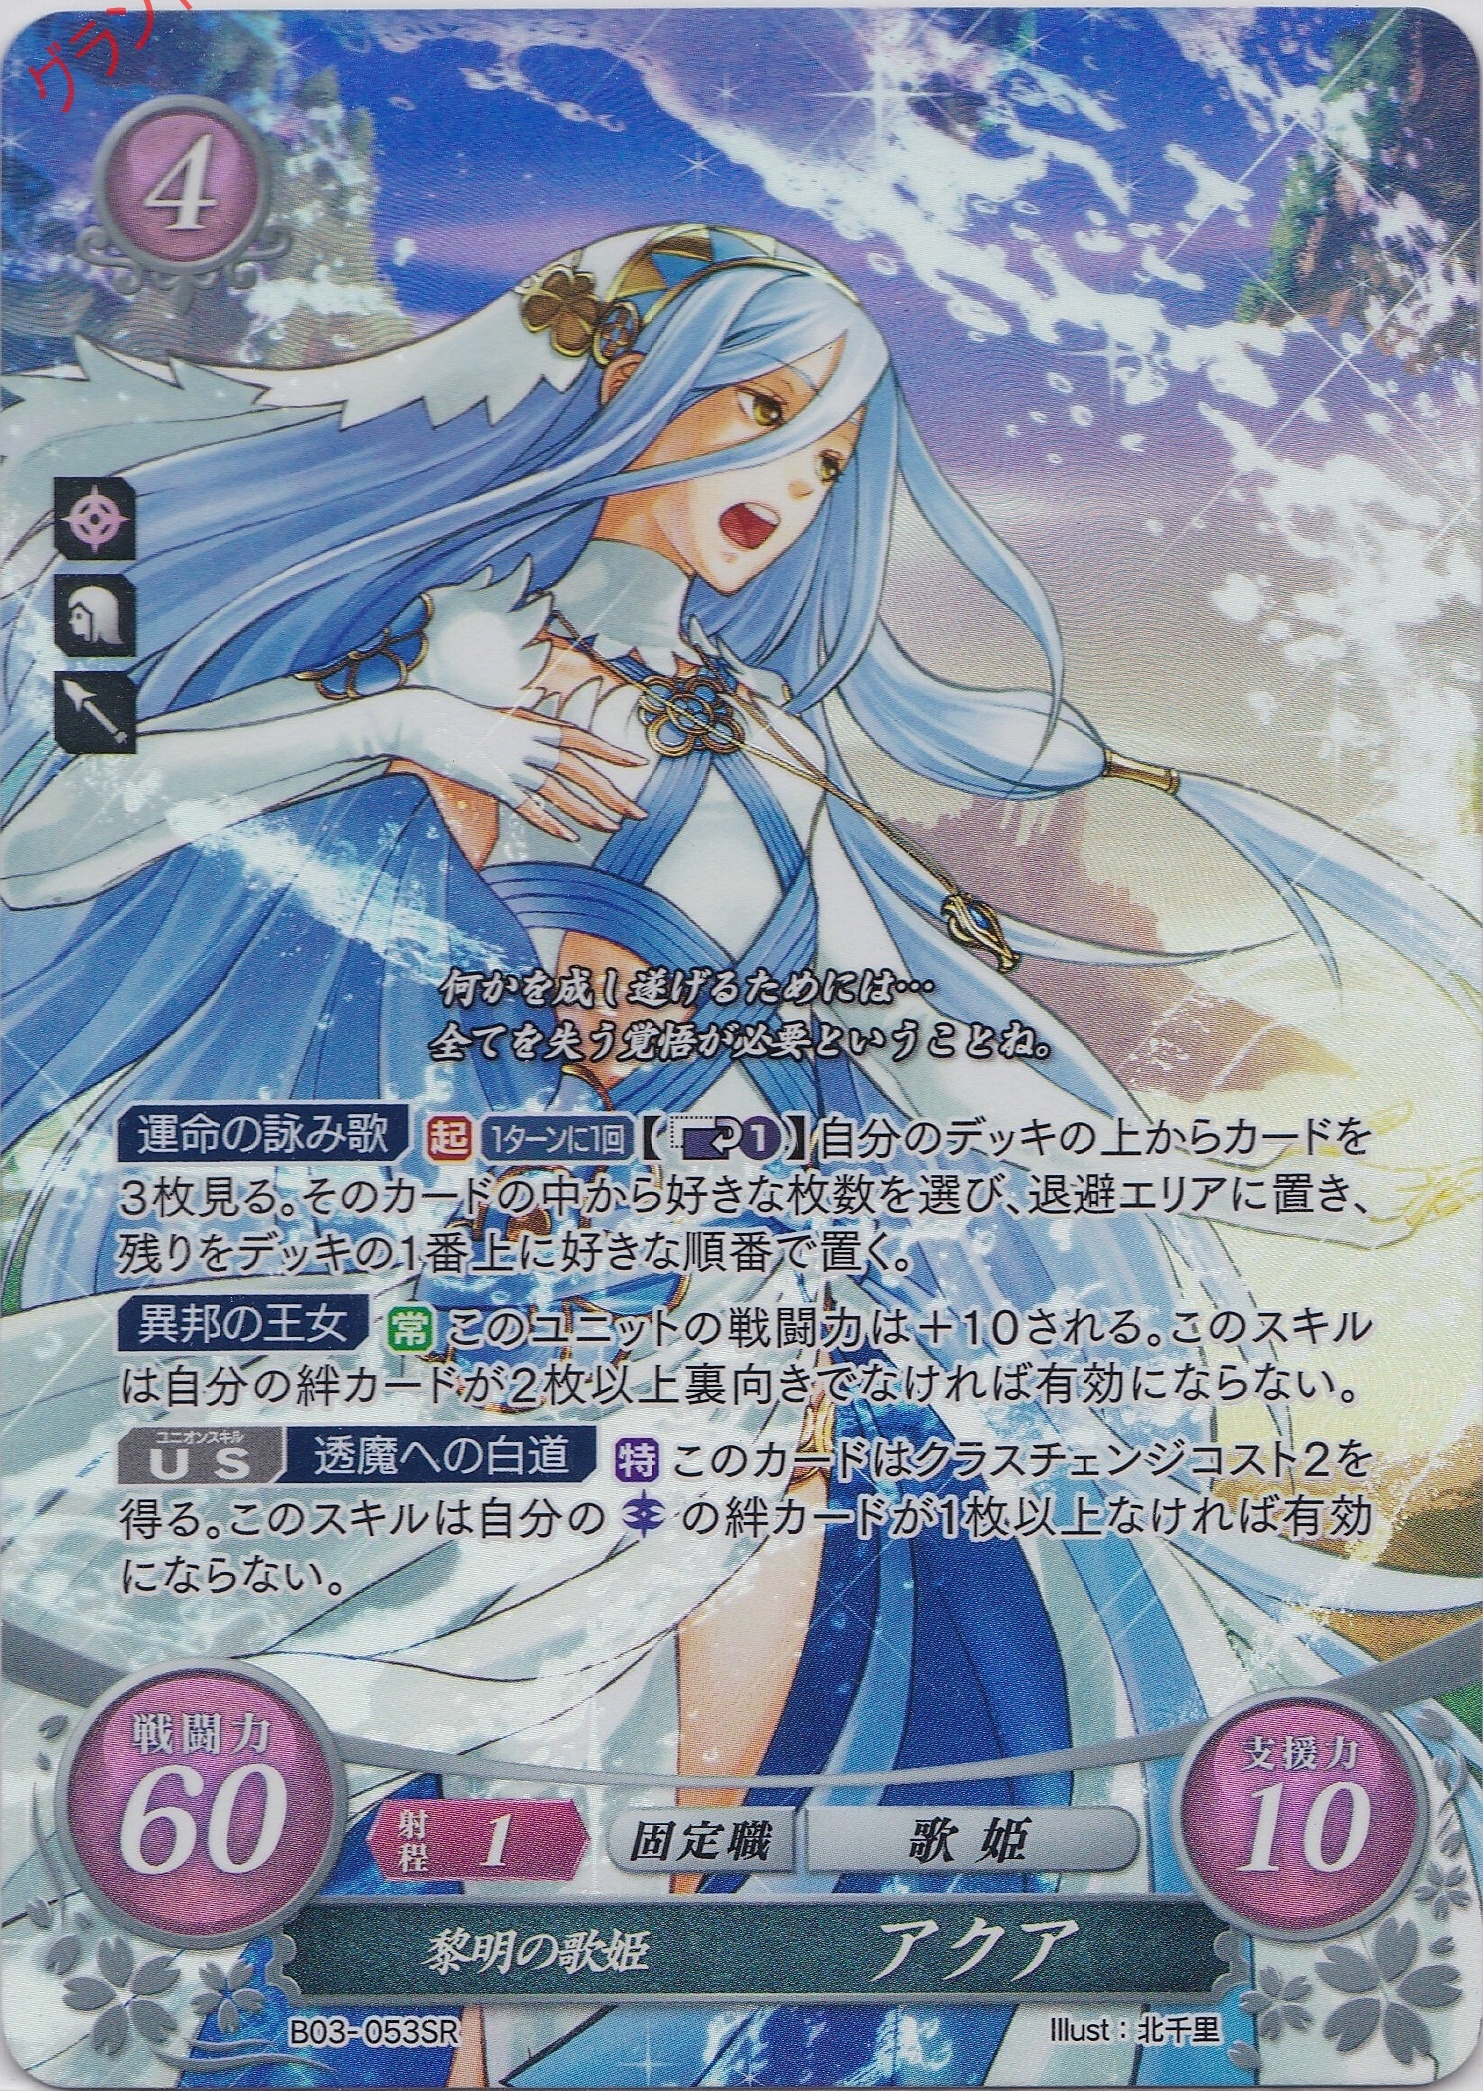 グラン
4
何かを成し遂げるためには…
全てを失う覚悟が必要ということね。
運命の詠み歌 起 1ターンに1回【1】自分のデッキの上からカードを
3枚見る。そのカードの中から好きな枚数を選び、退避エリアに置き、
残りをデッキの1番上に好きな順番で置く。
異邦の王女 常 このユニットの戦闘力は＋10される。このスキル
は自分の絆カードが2枚以上裏向きでなければ有効にならない。
ユニオンスキル
US 透魔への白道 特 このカードはクラスチェンジコスト2を
得る。このスキルは自分の の絆カードが1枚以上なければ有効
にならない。
戦闘力
60
射程 1
固定職 歌姫
支援力
10
黎明の歌姫 アクア
B03-053SR
Illust：北千里